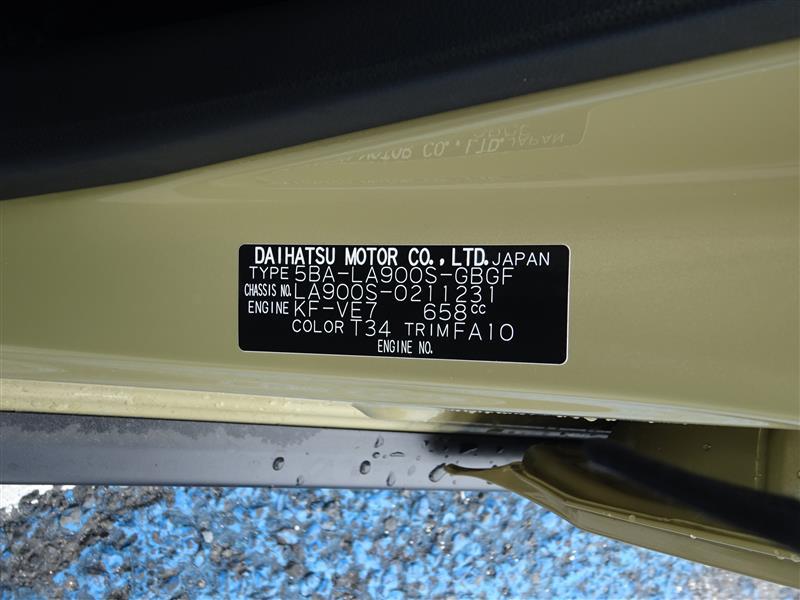 DAIHATSU MOTOR CO.,LTD. JAPAN
TYPE 5BA-LA900S-GBGF
CHASSIS NO. LA900S-0211231
ENGINE KF-VE7 658cc
COLOR T34 TRIM FA10
ENGINE NO.